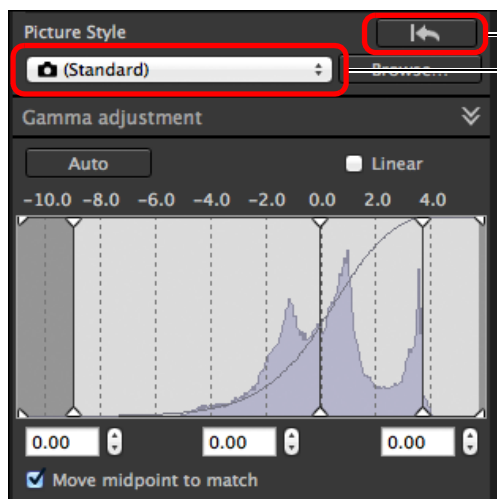 Picture Style
(Standard)
Browse...
Gamma adjustment
Auto
Linear
-10.0 -8.0 -6.0 -4.0 -2.0 0.0 2.0 4.0
0.00 0.00 0.00
Move midpoint to match